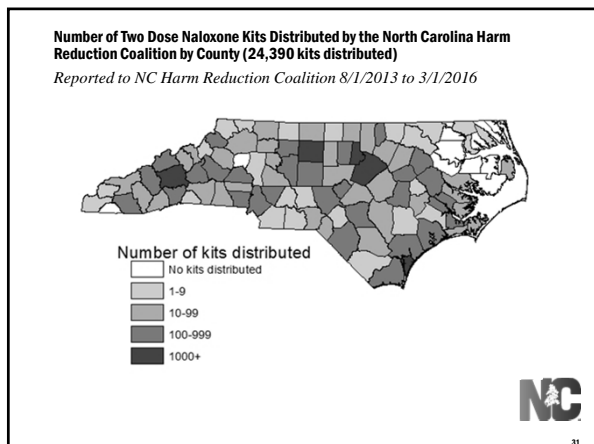 Number of Two Dose Naloxone Kits Distributed by the North Carolina Harm
Reduction Coalition by County (24,390 kits distributed)
Reported to NC Harm Reduction Coalition 8/1/2013 to 3/1/2016
Number of kits distributed
No kits distributed
1-9
10-99
100-999
1000+
NC
31